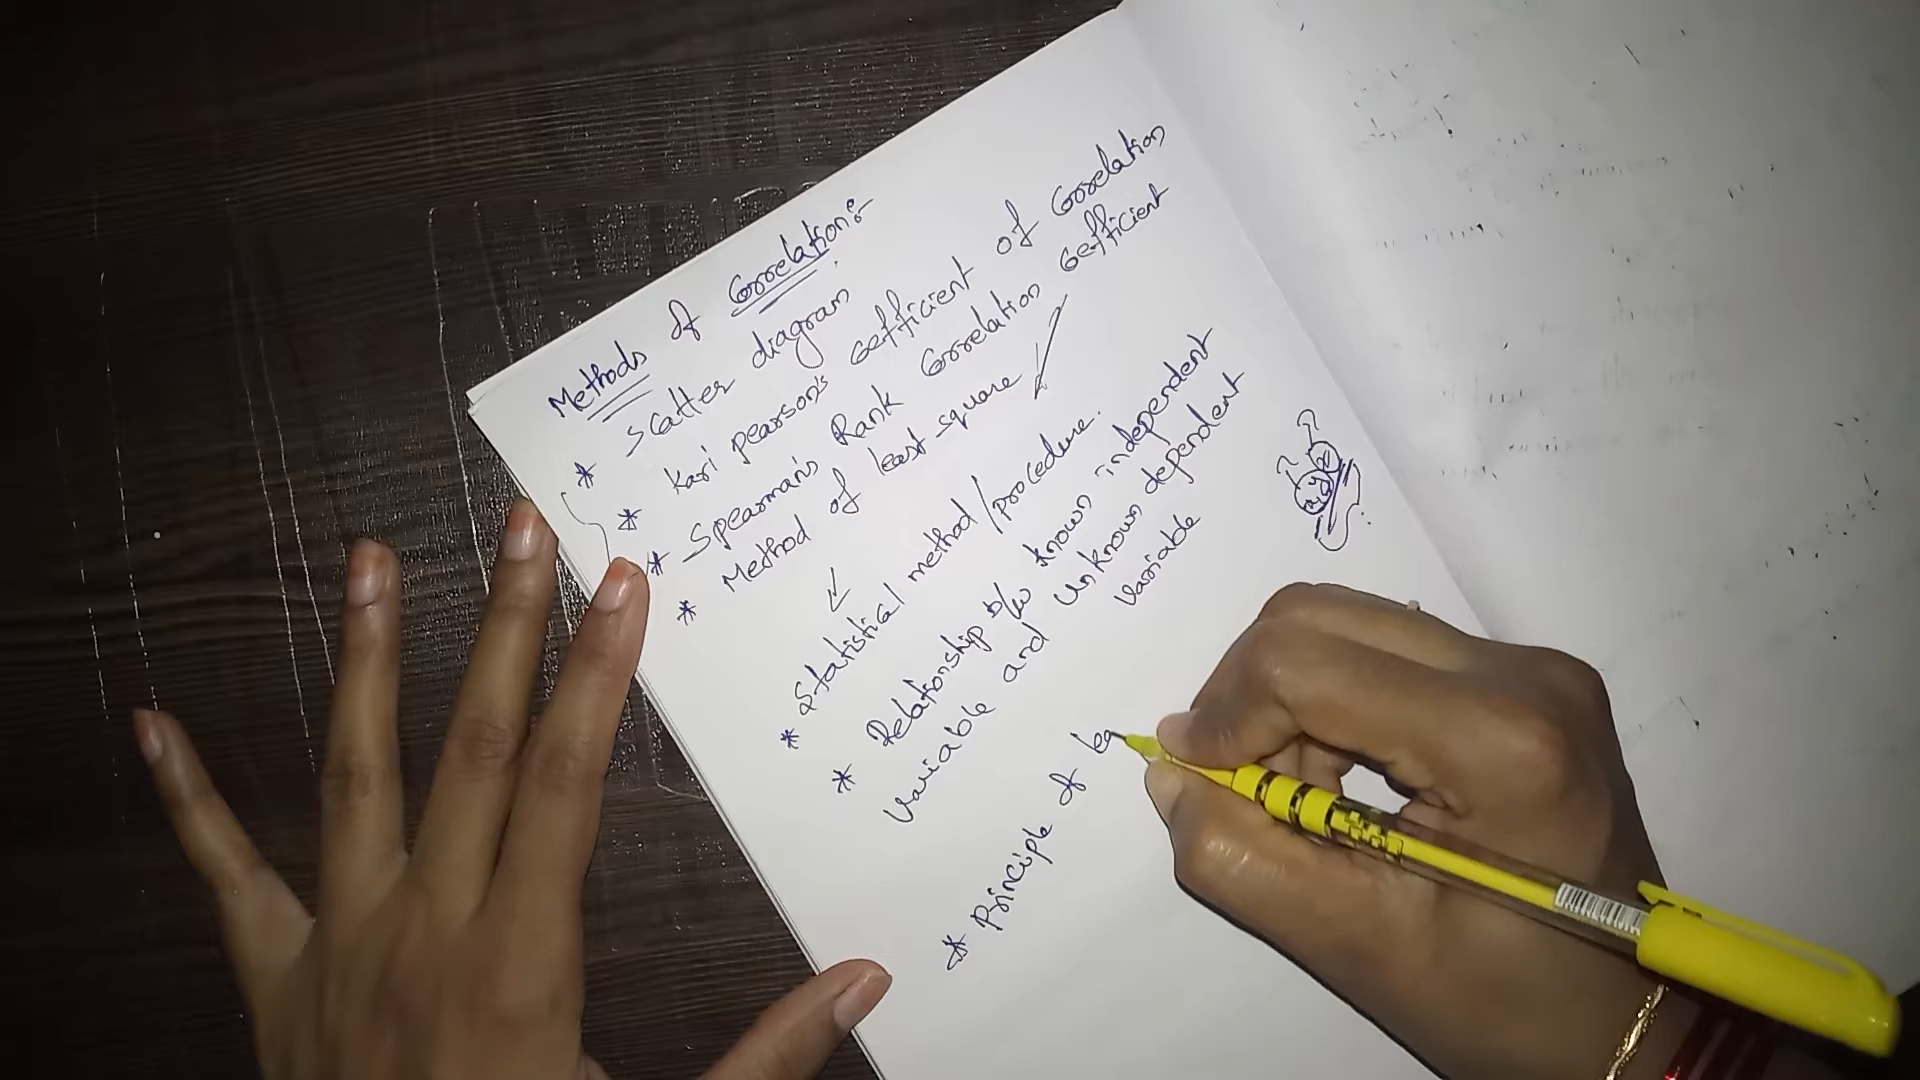 Methods of Correlation:-
* Scatter diagram
* Karl pearson's Coefficient of Correlation
* Spearman's Rank Correlation Coefficient
* Method of least square
* Statistical method/procedure.
* Relationship b/w known independent
variable and unknown dependent
variable
* Principle of lea